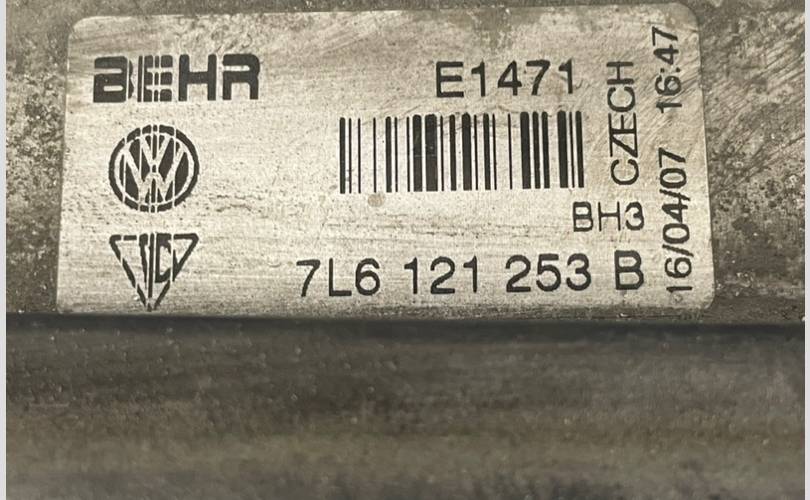 BEHR
E1471
BH3
7L6 121 253 B
CZECH
16/04/07 16:47